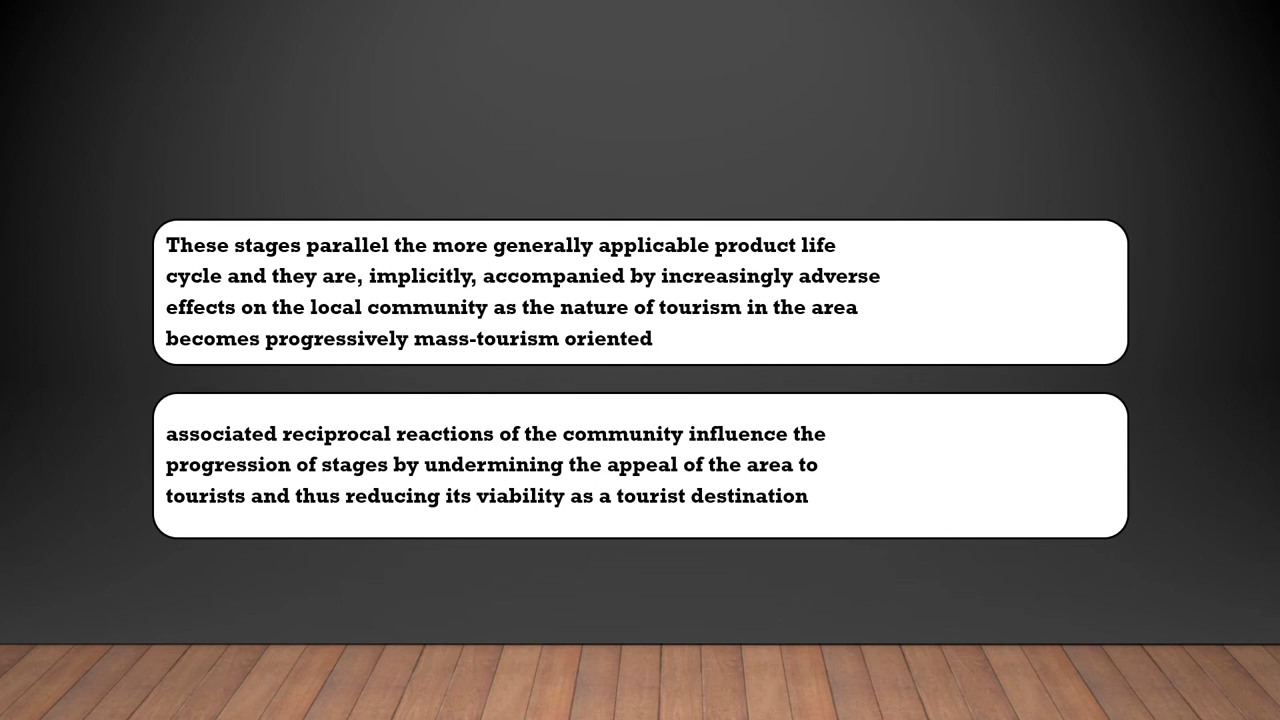 These stages parallel the more generally applicable product life
cycle and they are, implicitly, accompanied by increasingly adverse
effects on the local community as the nature of tourism in the area
becomes progressively mass-tourism oriented
associated reciprocal reactions of the community influence the
progression of stages by undermining the appeal of the area to
tourists and thus reducing its viability as a tourist destination